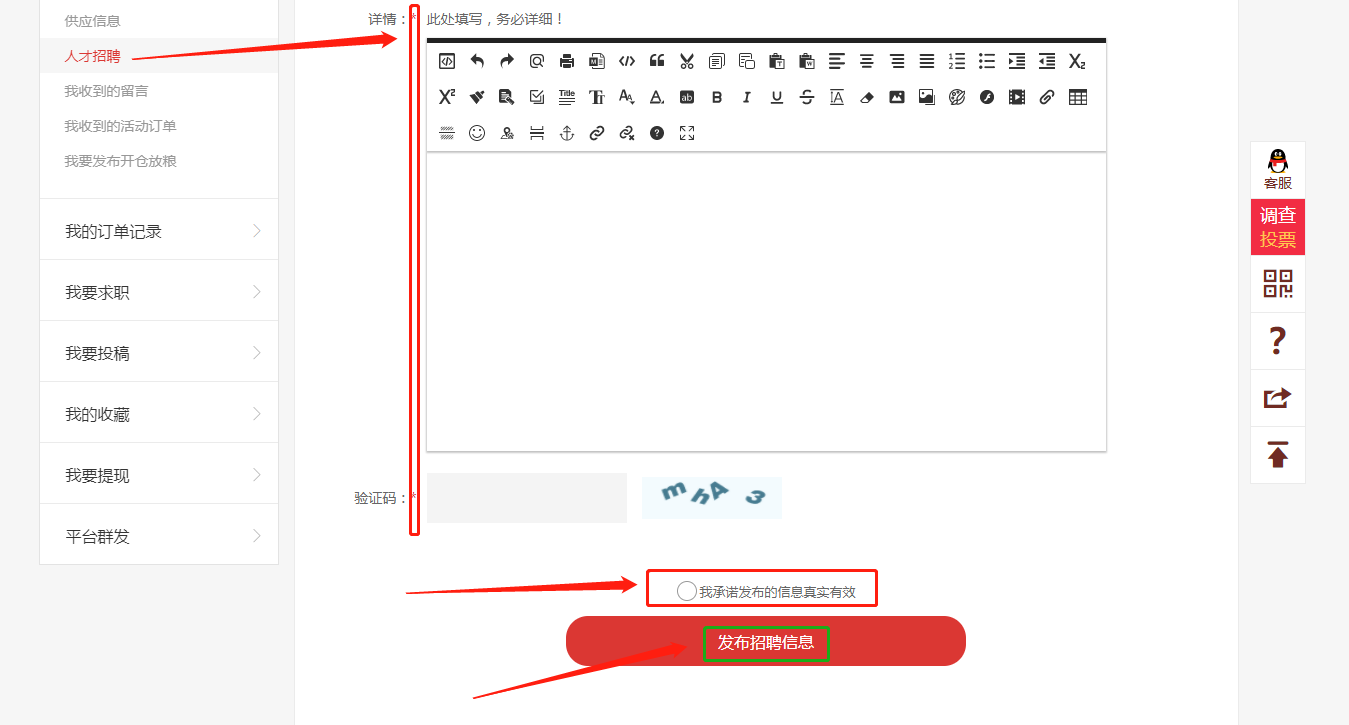 供应信息
人才招聘
我收到的留言
我收到的活动订单
我要发布开仓放粮
我的订单记录
我要求职
我要投稿
我的收藏
我要提现
平台群发
详情：* 此处填写，务必详细！
验证码：* mhA3
我承诺发布的信息真实有效
发布招聘信息
客服
调查
投票
?